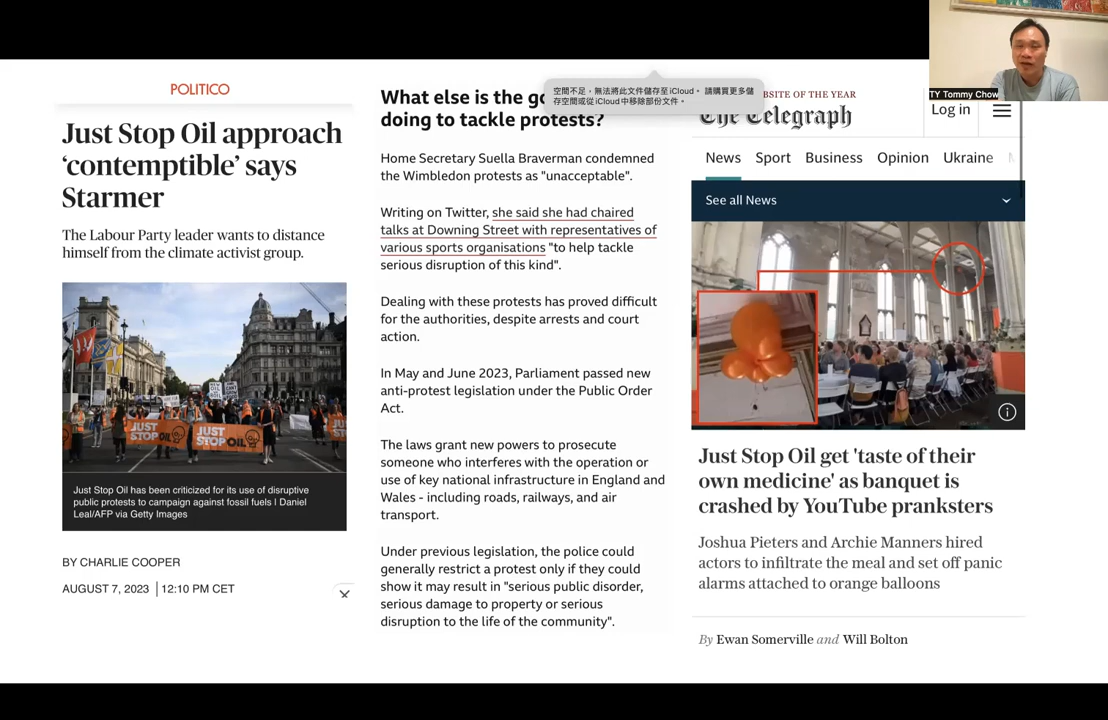 POLITICO
Just Stop Oil approach
‘contemptible’ says
Starmer
The Labour Party leader wants to distance
himself from the climate activist group.
JUST STOP OIL
JUST STOP OIL
JUST
Just Stop Oil has been criticized for its use of disruptive
public protests to campaign against fossil fuels | Daniel
Leal/AFP via Getty Images
BY CHARLIE COOPER
AUGUST 7, 2023 | 12:10 PM CET
What else is the
doing to tackle protests?
Home Secretary Suella Braverman condemned
the Wimbledon protests as "unacceptable".
Writing on Twitter, she said she had chaired
talks at Downing Street with representatives of
various sports organisations "to help tackle
serious disruption of this kind".
Dealing with these protests has proved difficult
for the authorities, despite arrests and court
action.
In May and June 2023, Parliament passed new
anti-protest legislation under the Public Order
Act.
The laws grant new powers to prosecute
someone who interferes with the operation or
use of key national infrastructure in England and
Wales - including roads, railways, and air
transport.
Under previous legislation, the police could
generally restrict a protest only if they could
show it may result in "serious public disorder,
serious damage to property or serious
disruption to the life of the community".
空間不足，無法將此文件儲存至 iCloud。請購買更多儲
存空間或從 iCloud 中移除部份文件。
TY Tommy Chow
BSITE OF THE YEAR
The Telegraph
Log in
News Sport Business Opinion Ukraine
See all News
Just Stop Oil get 'taste of their
own medicine' as banquet is
crashed by YouTube pranksters
Joshua Pieters and Archie Manners hired
actors to infiltrate the meal and set off panic
alarms attached to orange balloons
By Ewan Somerville and Will Bolton